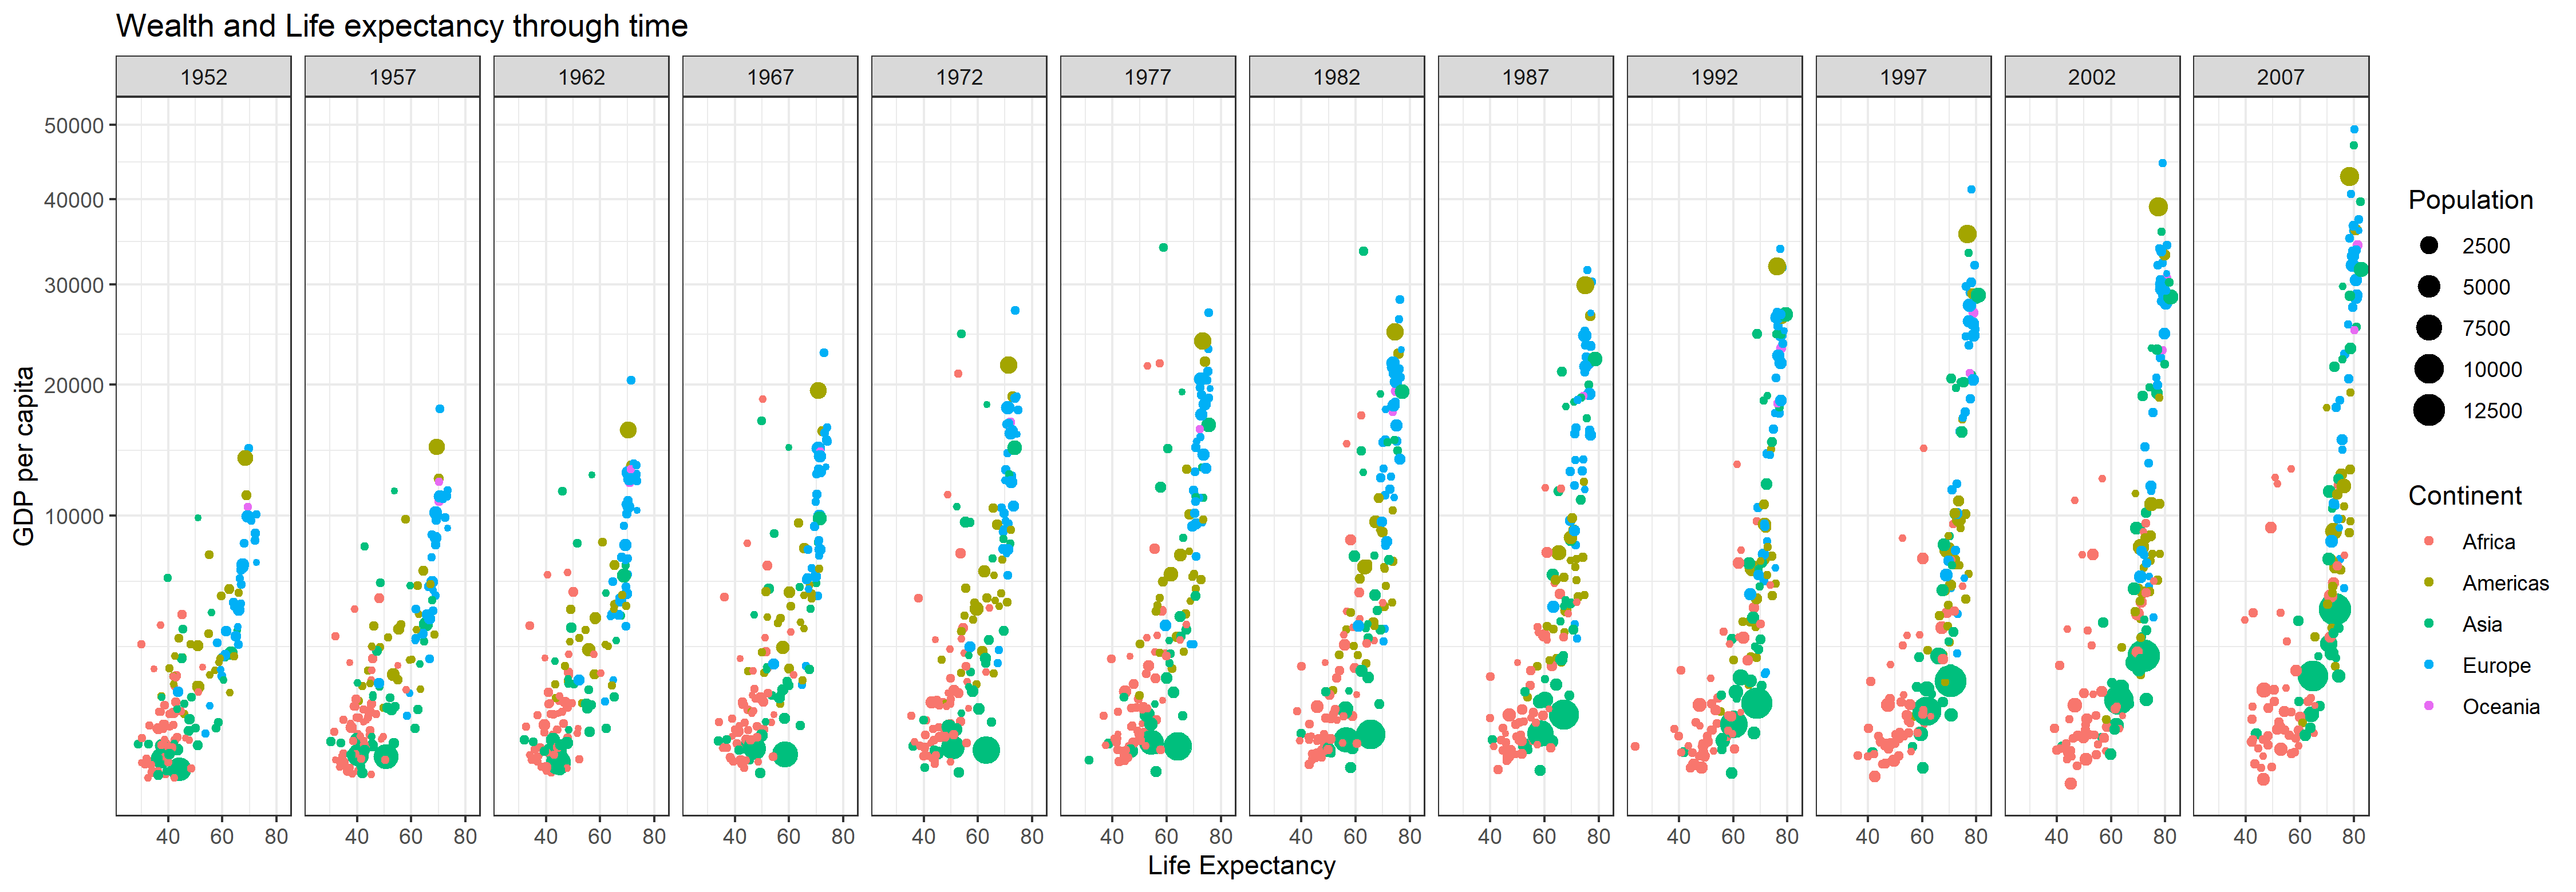 Wealth and Life expectancy through time
1952 1957 1962 1967 1972 1977 1982 1987 1992 1997 2002 2007
50000
40000
30000
20000
10000
GDP per capita
40 60 80 40 60 80 40 60 80 40 60 80 40 60 80 40 60 80 40 60 80 40 60 80 40 60 80 40 60 80 40 60 80 40 60 80
Life Expectancy
Population
2500
5000
7500
10000
12500
Continent
Africa
Americas
Asia
Europe
Oceania